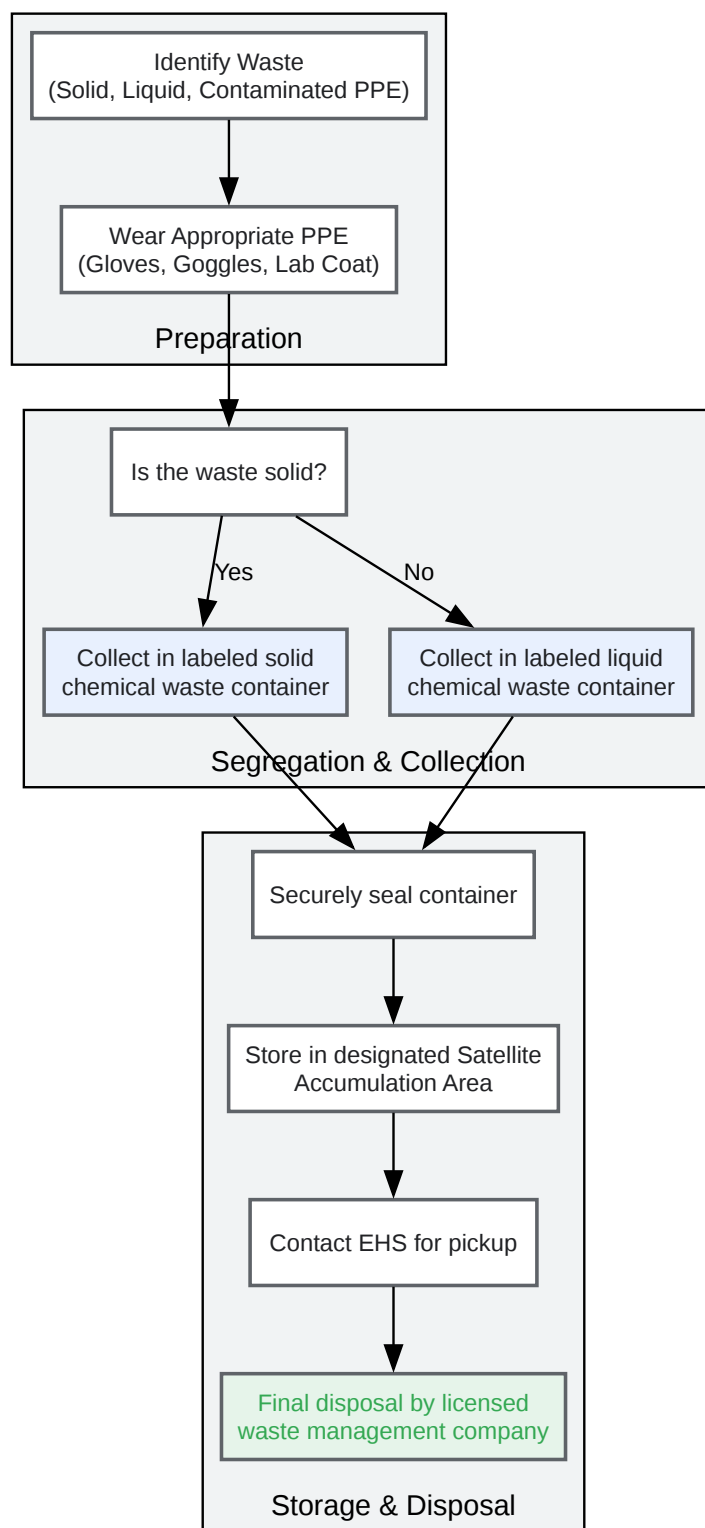 Identify Waste
(Solid, Liquid, Contaminated PPE)
Wear Appropriate PPE
(Gloves, Goggles, Lab Coat)
Preparation
Is the waste solid?
Yes
No
Collect in labeled solid
chemical waste container
Collect in labeled liquid
chemical waste container
Segregation & Collection
Securely seal container
Store in designated Satellite
Accumulation Area
Contact EHS for pickup
Final disposal by licensed
waste management company
Storage & Disposal